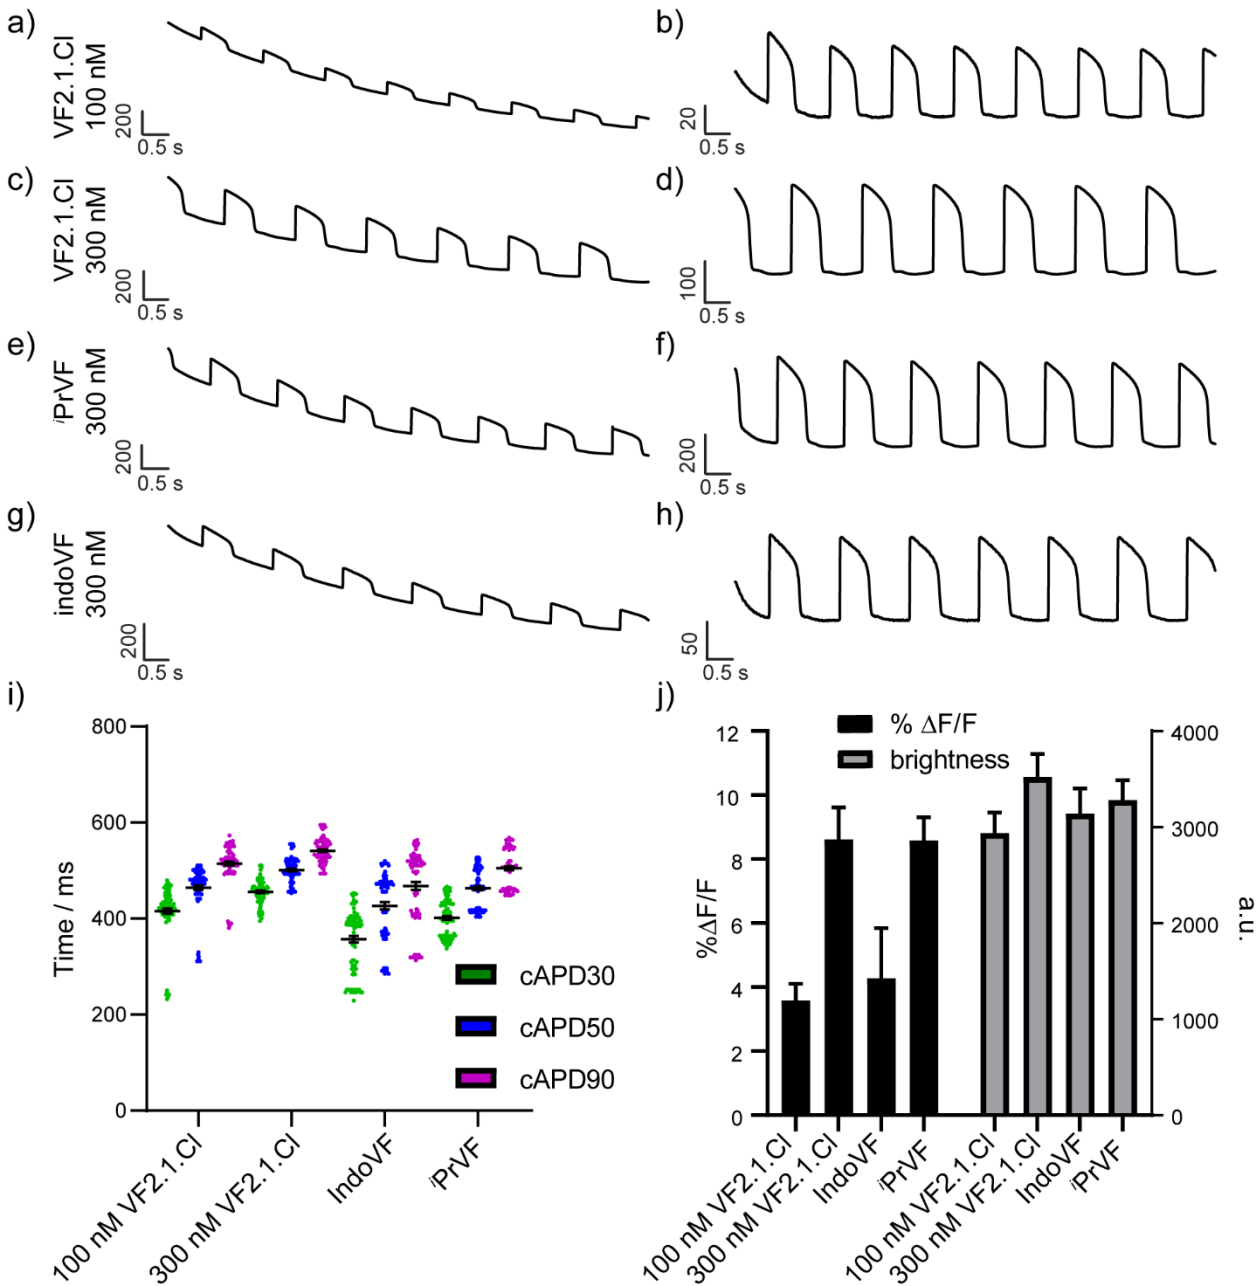 a)
VF2.1.Cl
100 nM
200
0.5 s
b)
20
0.5 s
c)
VF2.1.Cl
300 nM
200
0.5 s
d)
100
0.5 s
e)
iPrVF
300 nM
200
0.5 s
f)
200
0.5 s
g)
indoVF
300 nM
200
0.5 s
h)
50
0.5 s
i)
Time / ms
800
600
400
200
0
cAPD30
cAPD50
cAPD90
100 nM VF2.1.Cl
300 nM VF2.1.Cl
IndoVF
iPrVF
j)
% ΔF/F
brightness
%ΔF/F
12
10
8
6
4
2
0
4000
3000
2000
1000
0
a.u.
100 nM VF2.1.Cl
300 nM VF2.1.Cl
IndoVF
iPrVF
100 nM VF2.1.Cl
300 nM VF2.1.Cl
IndoVF
iPrVF